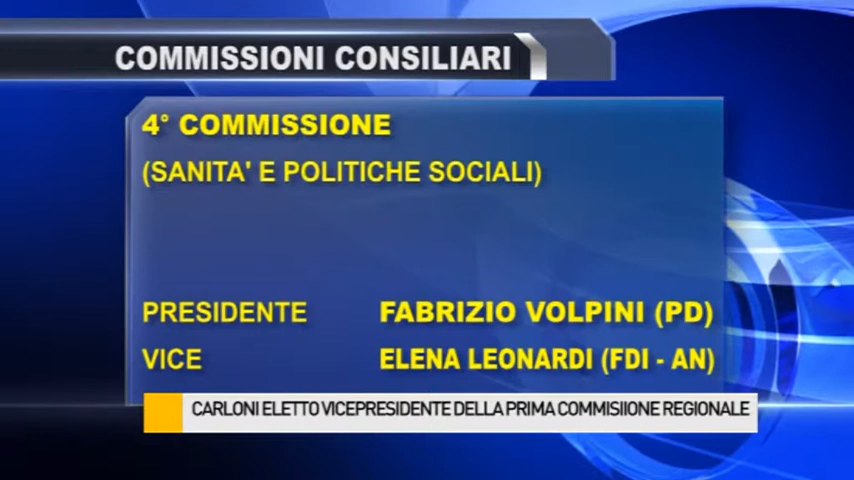 COMMISSIONI CONSILIARI
4° COMMISSIONE
(SANITA' E POLITICHE SOCIALI)
PRESIDENTE FABRIZIO VOLPINI (PD)
VICE ELENA LEONARDI (FDI - AN)
CARLONI ELETTO VICEPRESIDENTE DELLA PRIMA COMMISIIONE REGIONALE